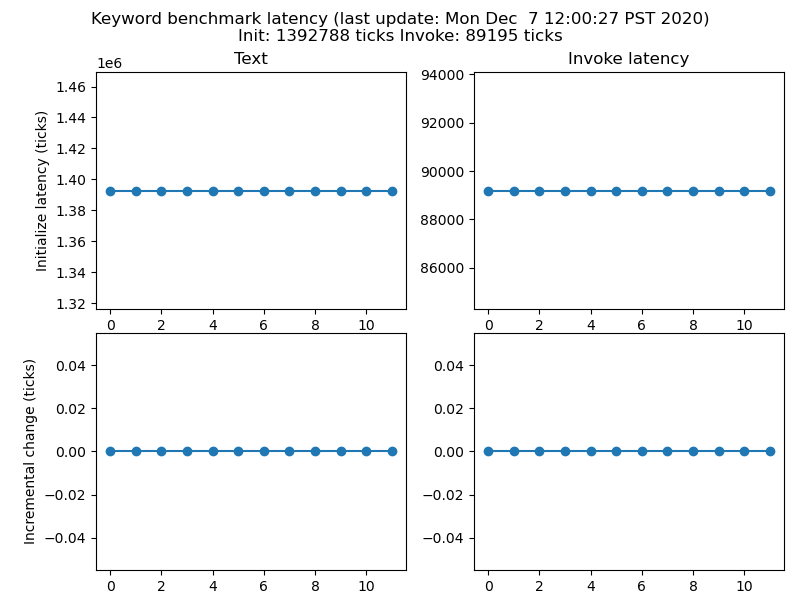 Keyword benchmark latency (last update: Mon Dec  7 12:00:27 PST 2020)
Init: 1392788 ticks Invoke: 89195 ticks
Text
Invoke latency
1e6
Initialize latency (ticks)
1.46
1.44
1.42
1.40
1.38
1.36
1.34
1.32
0 2 4 6 8 10
94000
92000
90000
88000
86000
0 2 4 6 8 10
Incremental change (ticks)
0.04
0.02
0.00
−0.02
−0.04
0 2 4 6 8 10
0.04
0.02
0.00
−0.02
−0.04
0 2 4 6 8 10